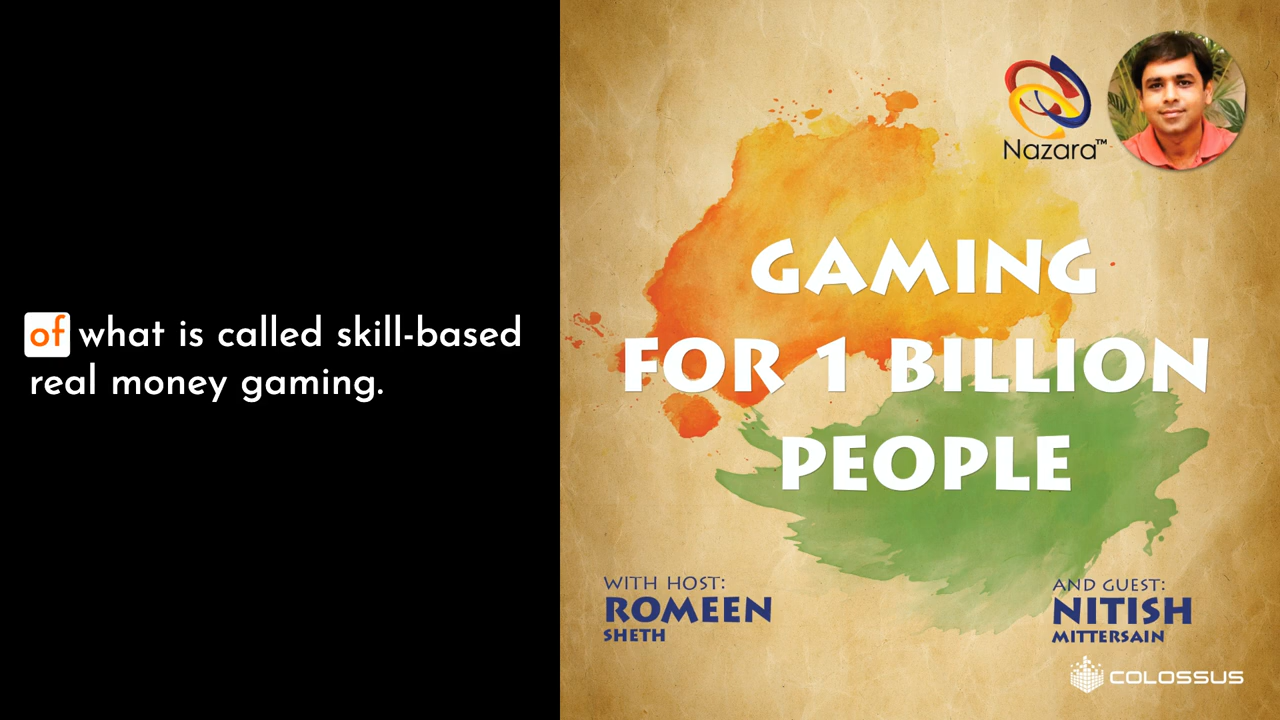 of what is called skill-based
real money gaming.
Nazara™
GAMING
FOR 1 BILLION
PEOPLE
WITH HOST:
ROMEEN
SHETH
AND GUEST:
NITISH
MITTERSAIN
COLOSSUS